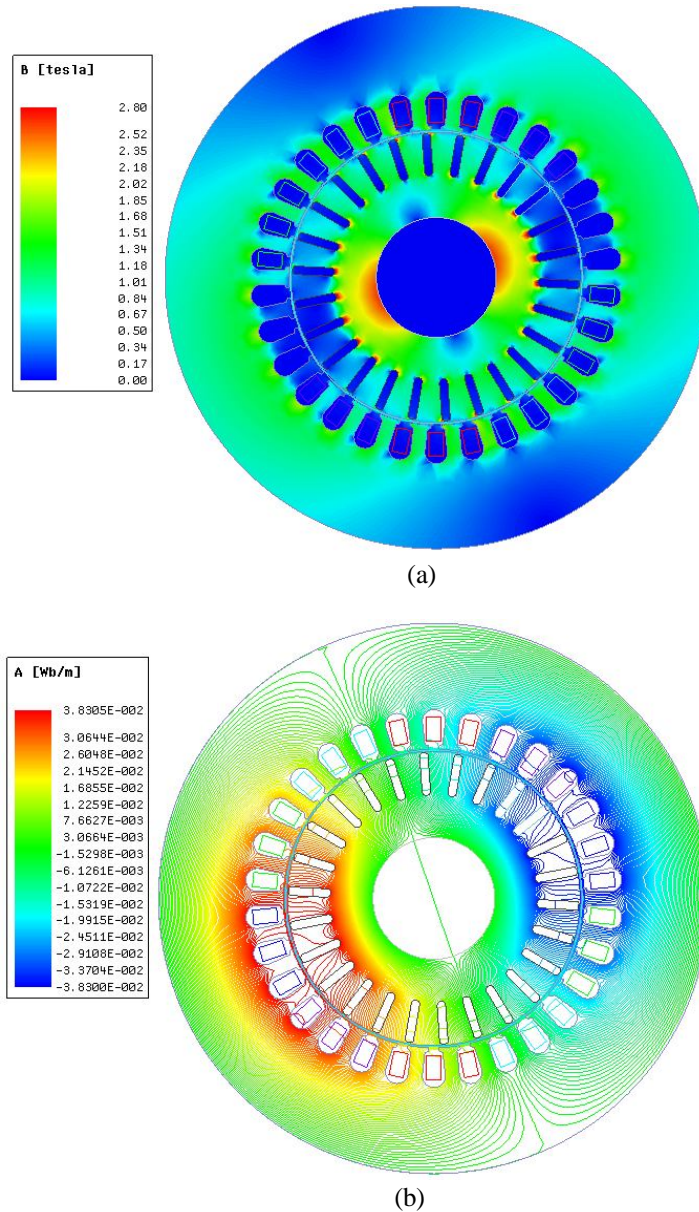 B [tesla]
2.80
2.52
2.35
2.18
2.02
1.85
1.68
1.51
1.34
1.18
1.01
0.84
0.67
0.50
0.34
0.17
0.00
(a)
A [Wb/m]
3.8305E-002
3.0644E-002
2.6048E-002
2.1452E-002
1.6855E-002
1.2259E-002
7.6627E-003
3.0664E-003
-1.5298E-003
-6.1261E-003
-1.0722E-002
-1.5319E-002
-1.9915E-002
-2.4511E-002
-2.9108E-002
-3.3704E-002
-3.8300E-002
(b)